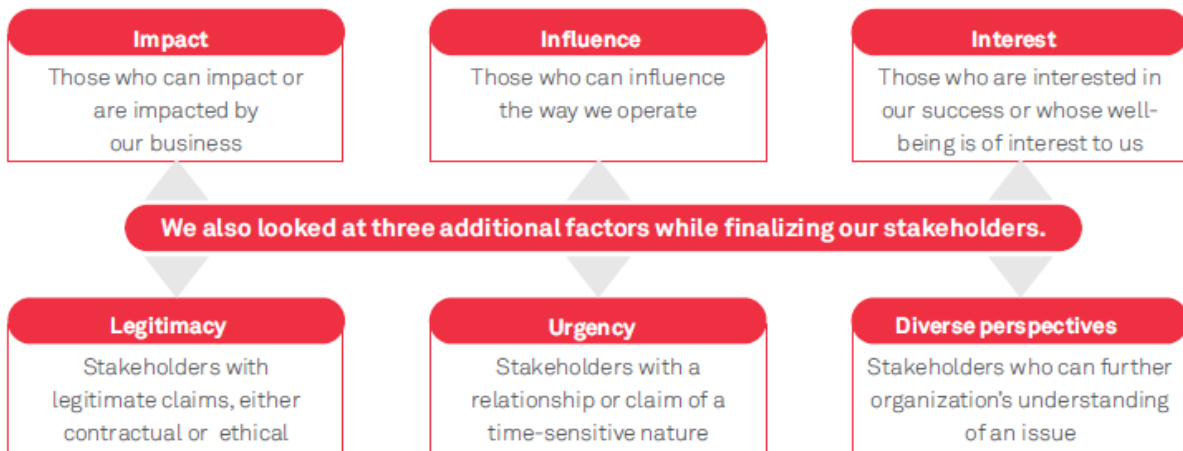 Impact
Those who can impact or
are impacted by
our business
Influence
Those who can influence
the way we operate
Interest
Those who are interested in
our success or whose well-
being is of interest to us
We also looked at three additional factors while finalizing our stakeholders.
Legitimacy
Stakeholders with
legitimate claims, either
contractual or ethical
Urgency
Stakeholders with a
relationship or claim of a
time-sensitive nature
Diverse perspectives
Stakeholders who can further
organization's understanding
of an issue